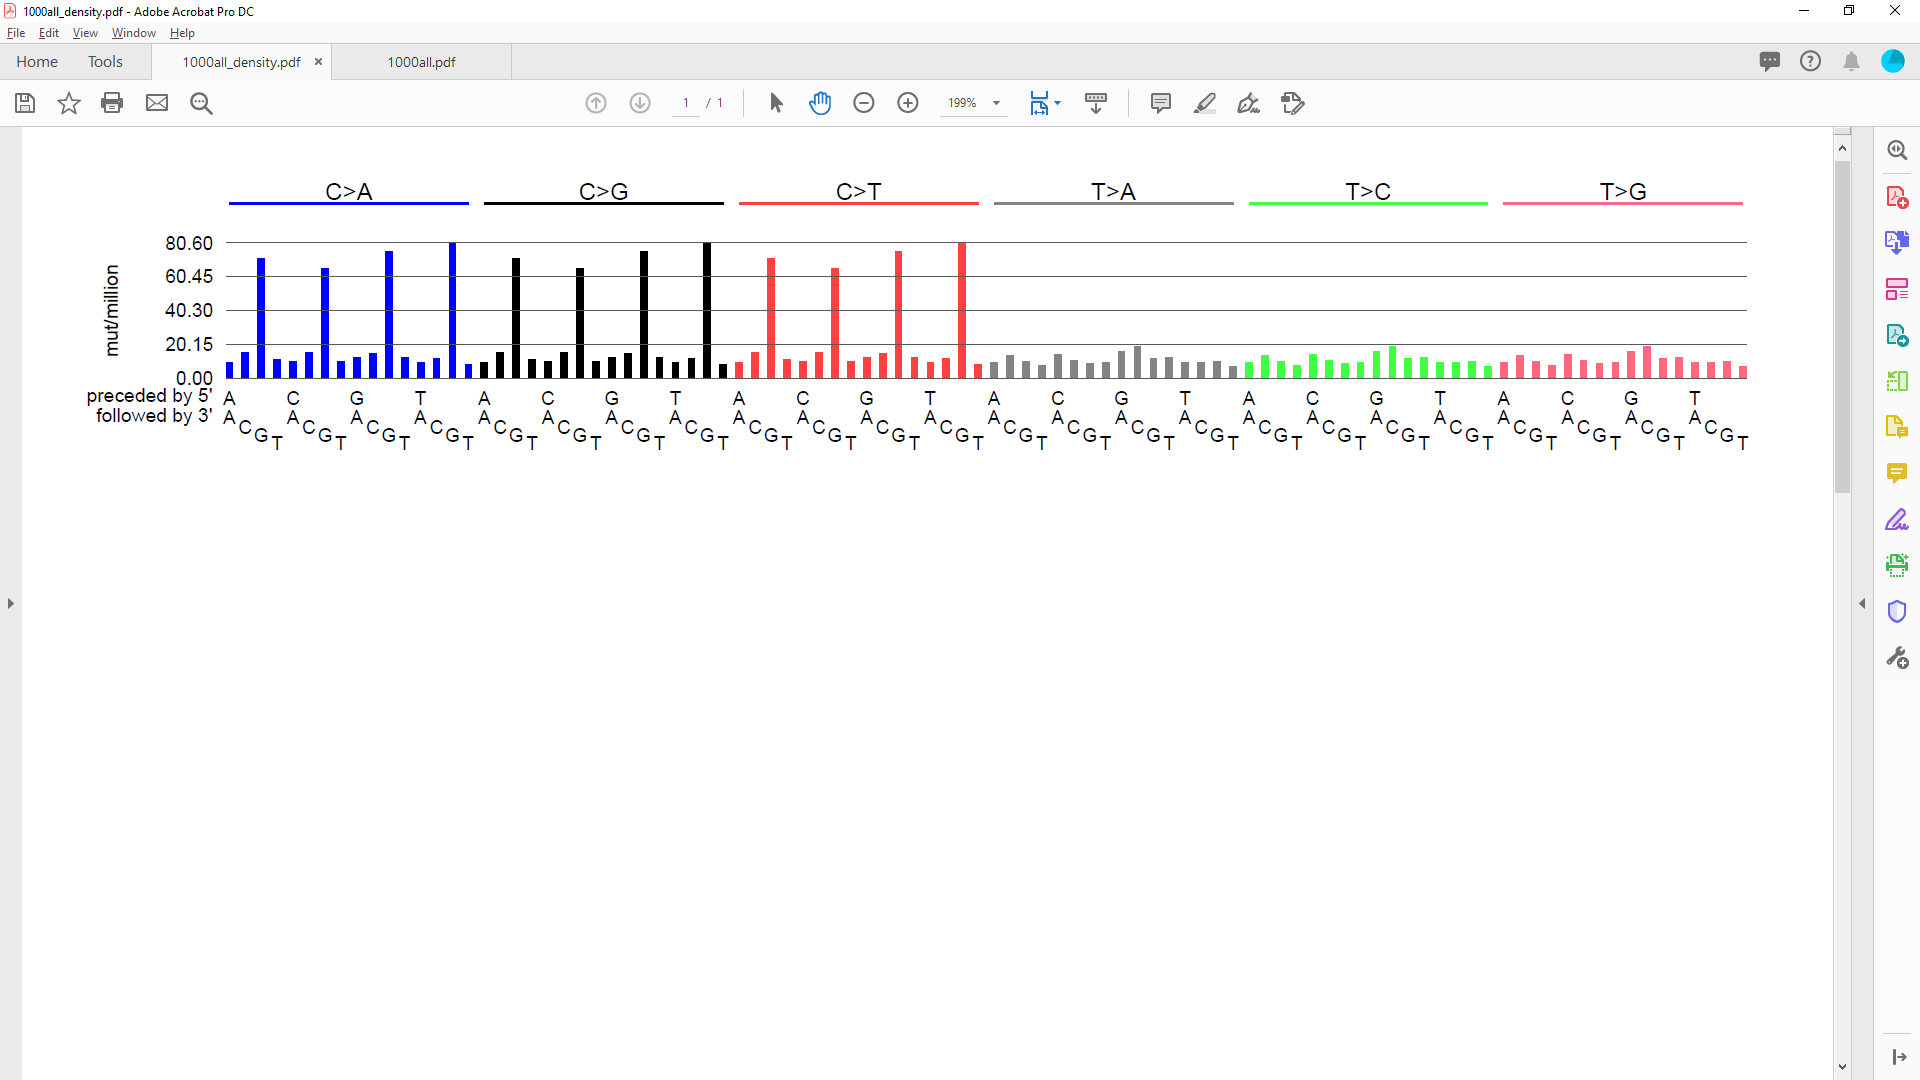 1000all_density.pdf - Adobe Acrobat Pro DC
File Edit View Window Help
Home Tools 1000all_density.pdf × 1000all.pdf
1 / 1 199%
C>A C>G C>T T>A T>C T>G
80.60
60.45
40.30
20.15
0.00
mut/million
preceded by 5' A C G T A C G T A C G T A C G T A C G T A C G T
followed by 3' A C G T A C G T A C G T A C G T A C G T A C G T A C G T A C G T A C G T A C G T A C G T A C G T A C G T A C G T A C G T A C G T A C G T A C G T A C G T A C G T A C G T A C G T A C G T A C G T